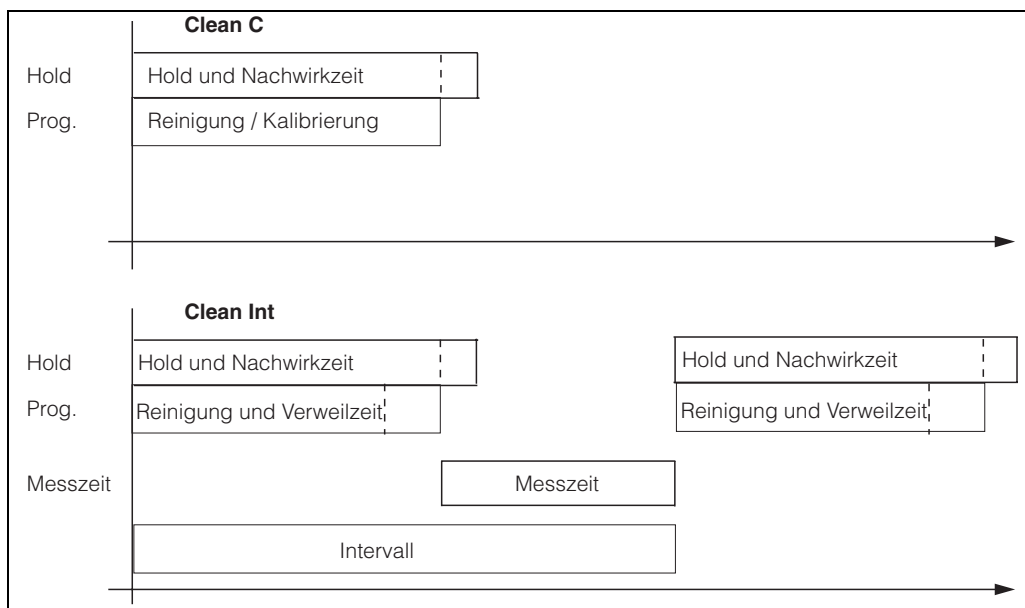 Clean C
Hold
Hold und Nachwirkzeit
Prog.
Reinigung / Kalibrierung
Clean Int
Hold
Hold und Nachwirkzeit
Hold und Nachwirkzeit
Prog.
Reinigung und Verweilzeit
Reinigung und Verweilzeit
Messzeit
Messzeit
Intervall